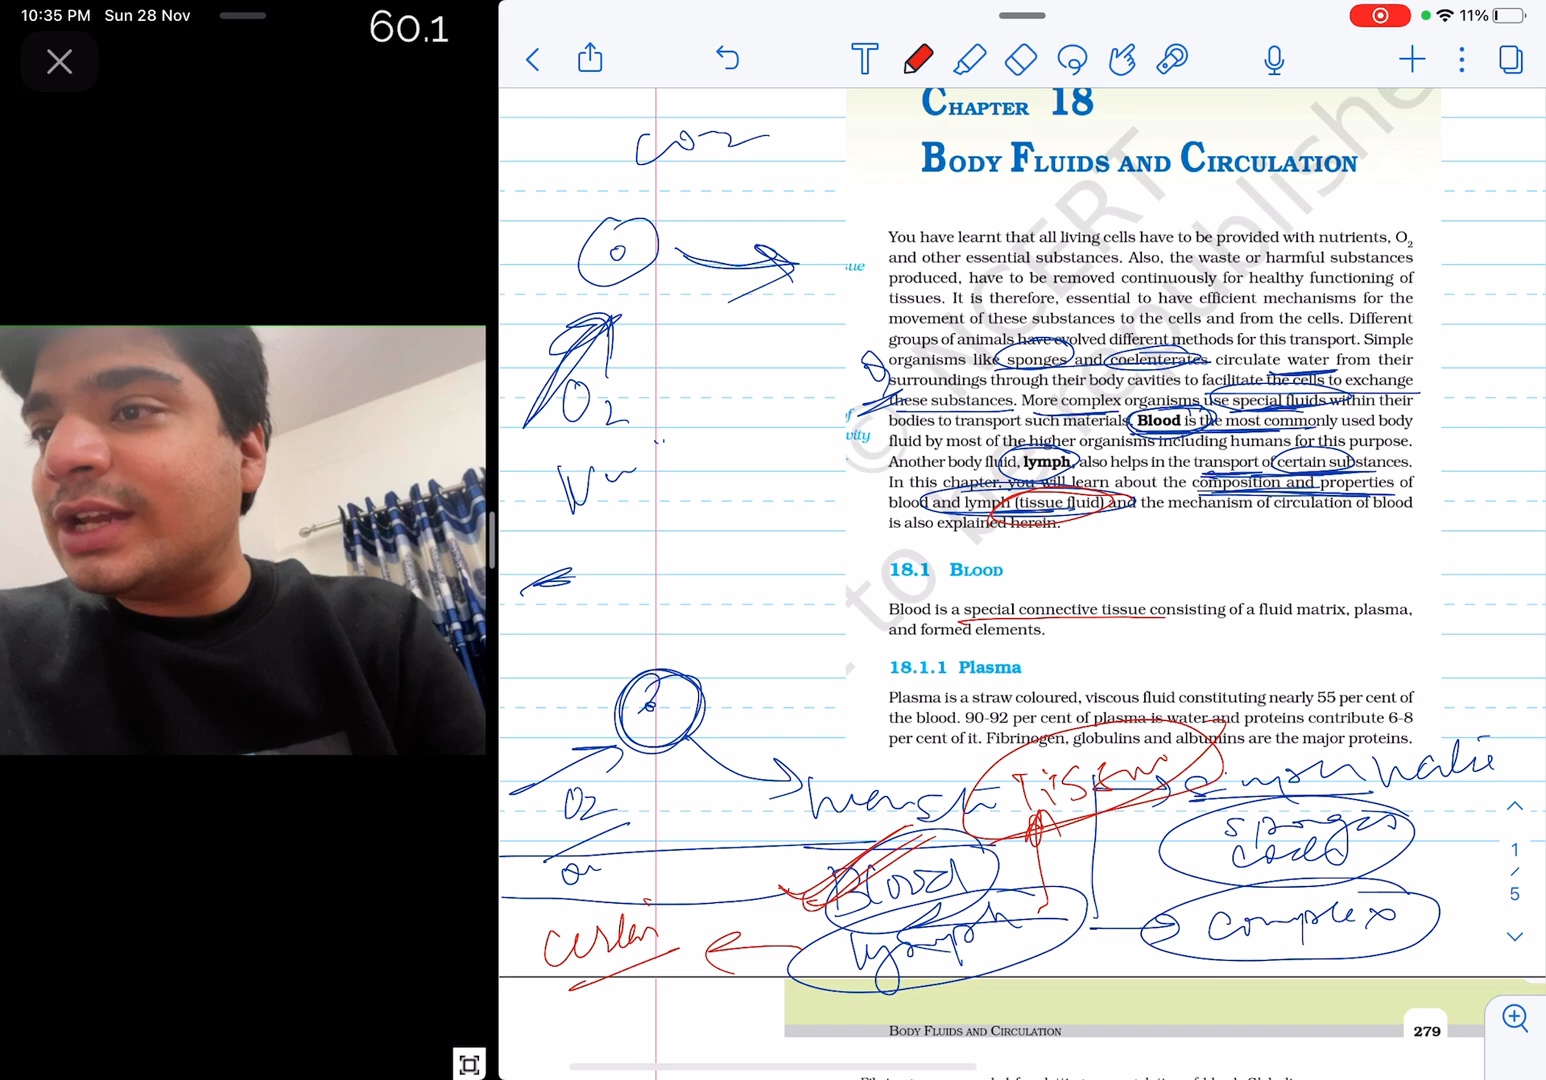 10:35 PM Sun 28 Nov
60.1
11%
CHAPTER 18
BODY FLUIDS AND CIRCULATION
CO2
You have learnt that all living cells have to be provided with nutrients, O2
and other essential substances. Also, the waste or harmful substances
produced, have to be removed continuously for healthy functioning of
tissues. It is therefore, essential to have efficient mechanisms for the
movement of these substances to the cells and from the cells. Different
groups of animals have evolved different methods for this transport. Simple
organisms like sponges and coelenterates circulate water from their
surroundings through their body cavities to facilitate the cells to exchange
these substances. More complex organisms use special fluids within their
bodies to transport such materials. Blood is the most commonly used body
fluid by most of the higher organisms including humans for this purpose.
Another body fluid, lymph, also helps in the transport of certain substances.
In this chapter, you will learn about the composition and properties of
blood and lymph (tissue fluid) and the mechanism of circulation of blood
is also explained herein.
O2
18.1 BLOOD
Blood is a special connective tissue consisting of a fluid matrix, plasma,
and formed elements.
18.1.1 Plasma
Plasma is a straw coloured, viscous fluid constituting nearly 55 per cent of
the blood. 90-92 per cent of plasma is water and proteins contribute 6-8
per cent of it. Fibrinogen, globulins and albumins are the major proteins.
O2
Tissue
sponges
Blood
lymph
complex
1
/
5
BODY FLUIDS AND CIRCULATION
279
© NCERT
to be republished